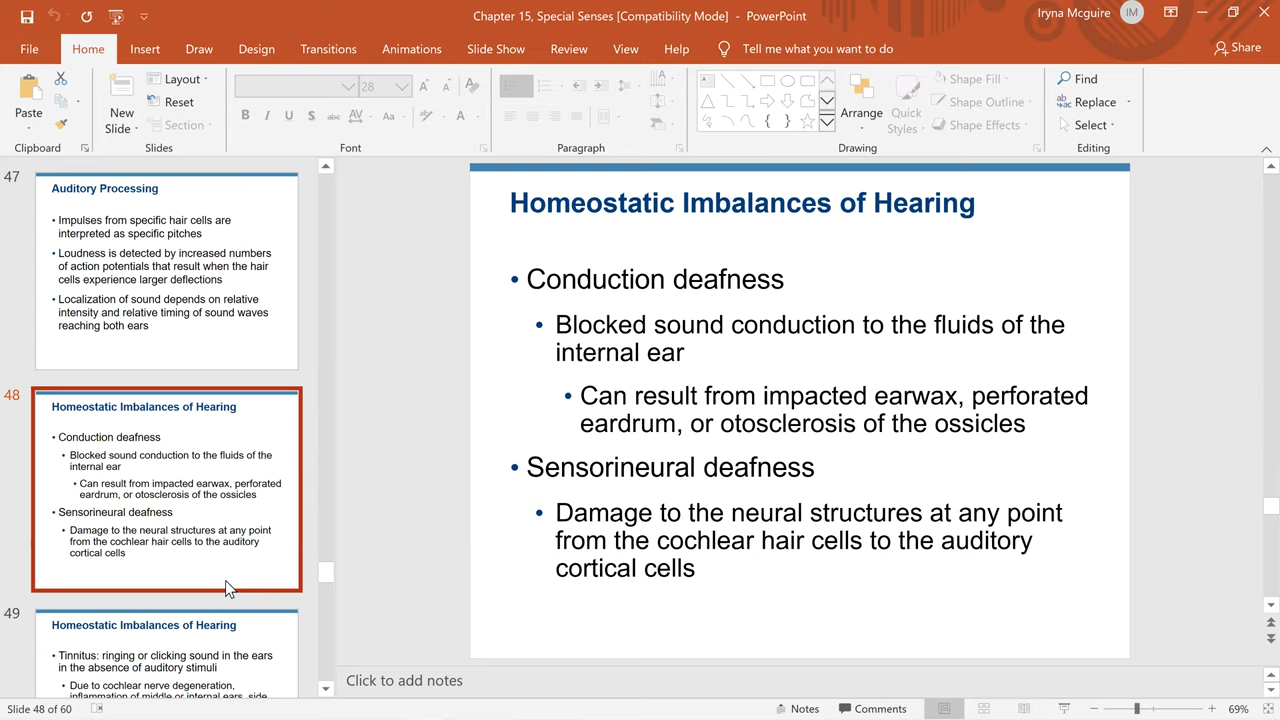 Chapter 15, Special Senses [Compatibility Mode] - PowerPoint
Iryna Mcguire
IM
File Home Insert Draw Design Transitions Animations Slide Show Review View Help Tell me what you want to do
Share
Paste
Clipboard
New
Slide
Layout
Reset
Section
Slides
28
B I U S abc AV Aa A
Font
Paragraph
Arrange
Quick
Styles
Shape Fill
Shape Outline
Shape Effects
Drawing
Find
Replace
Select
Editing
47
Auditory Processing
• Impulses from specific hair cells are
interpreted as specific pitches
• Loudness is detected by increased numbers
of action potentials that result when the hair
cells experience larger deflections
• Localization of sound depends on relative
intensity and relative timing of sound waves
reaching both ears
48
Homeostatic Imbalances of Hearing
• Conduction deafness
• Blocked sound conduction to the fluids of the
internal ear
• Can result from impacted earwax, perforated
eardrum, or otosclerosis of the ossicles
• Sensorineural deafness
• Damage to the neural structures at any point
from the cochlear hair cells to the auditory
cortical cells
49
Homeostatic Imbalances of Hearing
• Tinnitus: ringing or clicking sound in the ears
in the absence of auditory stimuli
• Due to cochlear nerve degeneration,
inflammation of middle or internal ears, side
Homeostatic Imbalances of Hearing
• Conduction deafness
• Blocked sound conduction to the fluids of the
internal ear
• Can result from impacted earwax, perforated
eardrum, or otosclerosis of the ossicles
• Sensorineural deafness
• Damage to the neural structures at any point
from the cochlear hair cells to the auditory
cortical cells
Click to add notes
Slide 48 of 60
Notes
Comments
69%